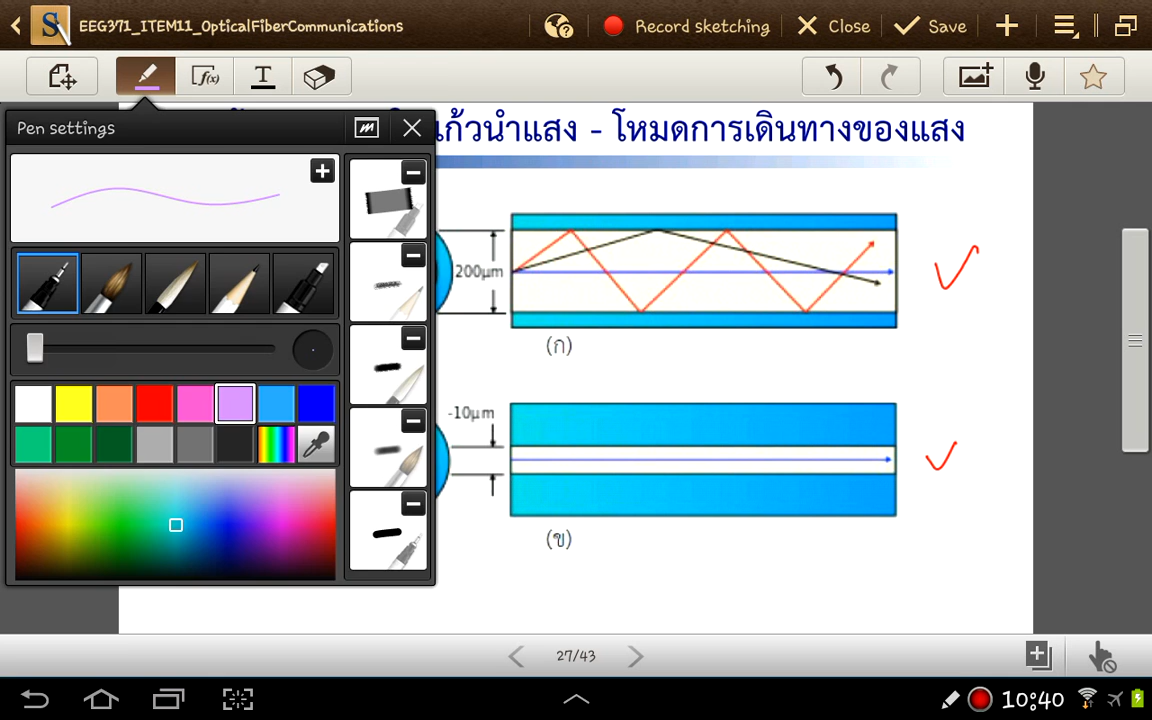 EEG371_ITEM11_OpticalFiberCommunications
Record sketching
Close
Save
f(x)
T
Pen settings
แก้วนำแสง - โหมดการเดินทางของแสง
200μm
(ก)
-10μm
(ข)
27/43
10:40